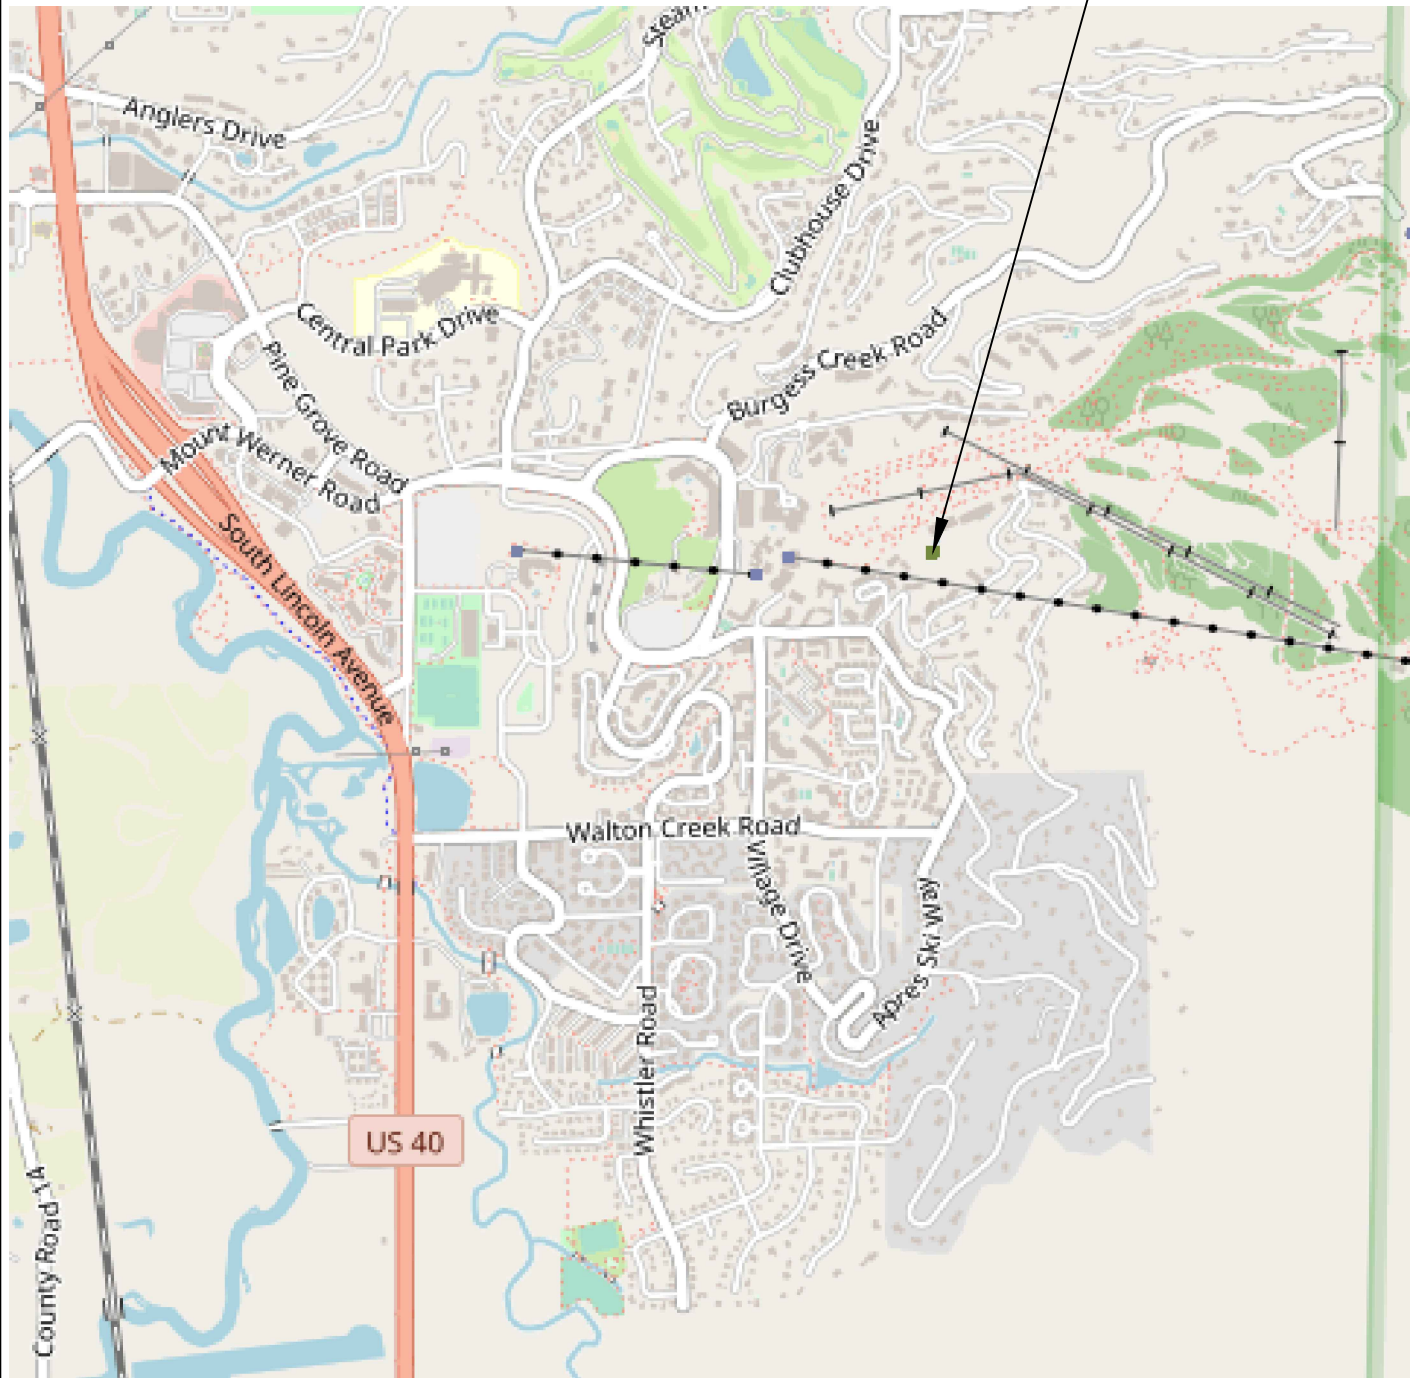 Steam
Anglers Drive
Clubhouse Drive
Central Park Drive
Pine Grove Road
Burgess Creek Road
Mount Werner Road
South Lincoln Avenue
Walton Creek Road
Village Drive
Apres Ski Way
Whistler Road
US 40
County Road 14